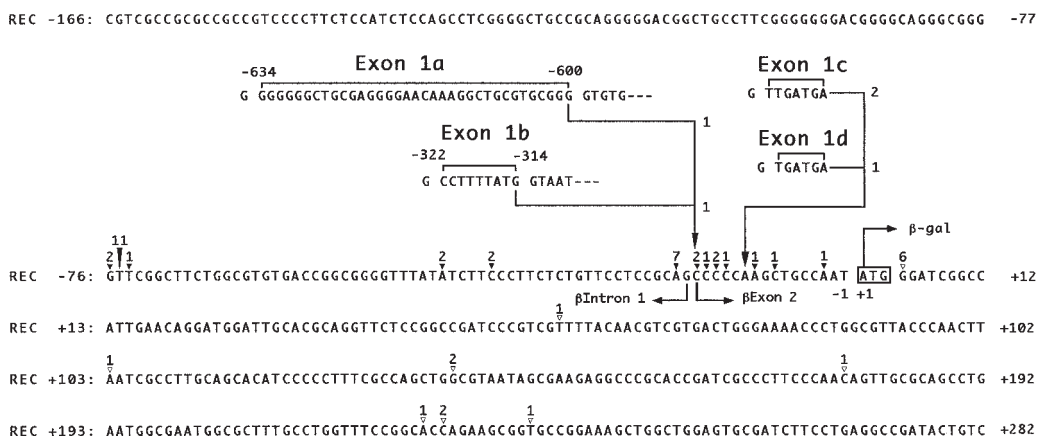 REC -166: CGTCGCCGCGCCGCCGTCCCCTTCTCCATCTCCAGCCTCGGGGCTGCCGCAGGGGGACGGCTGCCTTCGGGGGGGACGGGGCAGGGCGGG -77
Exon 1a
Exon 1c
-634 -600
G GGGGGGCTGCGAGGGGAACAAAGGCTGCGTGCGGG GTGTG---
G TTGATGA 2
1
Exon 1b
Exon 1d
-322 -314
G CCTTTTATG GTAAT---
G TGATGA 1
1
β-gal
2 11 1 2 2 7 2 1 2 1 1 1 1 6
REC -76: GTTCGGCTTCTGGCGTGTGACCGGCGGGGTTTATATCTTCCCTTCTCTGTTCCTCCGCAGCCCCCAAGCTGCCAAT ATG GGATCGGCC +12
-1 +1
βIntron 1 βExon 2
1
REC +13: ATTGAACAGGATGGATTGCACGCAGGTTCTCCGGCCGATCCCGTCGTTTTACAACGTCGTGACTGGGAAAACCCTGGCGTTACCCAACTT +102
1 2 1
REC +103: AATCGCCTTGCAGCACATCCCCCTTTCGCCAGCTGGCGTAATAGCGAAGAGGCCCGCACCGATCGCCCTTCCCAACAGTTGCGCAGCCTG +192
1 2 1
REC +193: AATGGCGAATGGCGCTTTGCCTGGTTTCCGGCACCAGAAGCGGTGCCGGAAAGCTGGCTGGAGTGCGATCTTCCTGAGGCCGATACTGTC +282